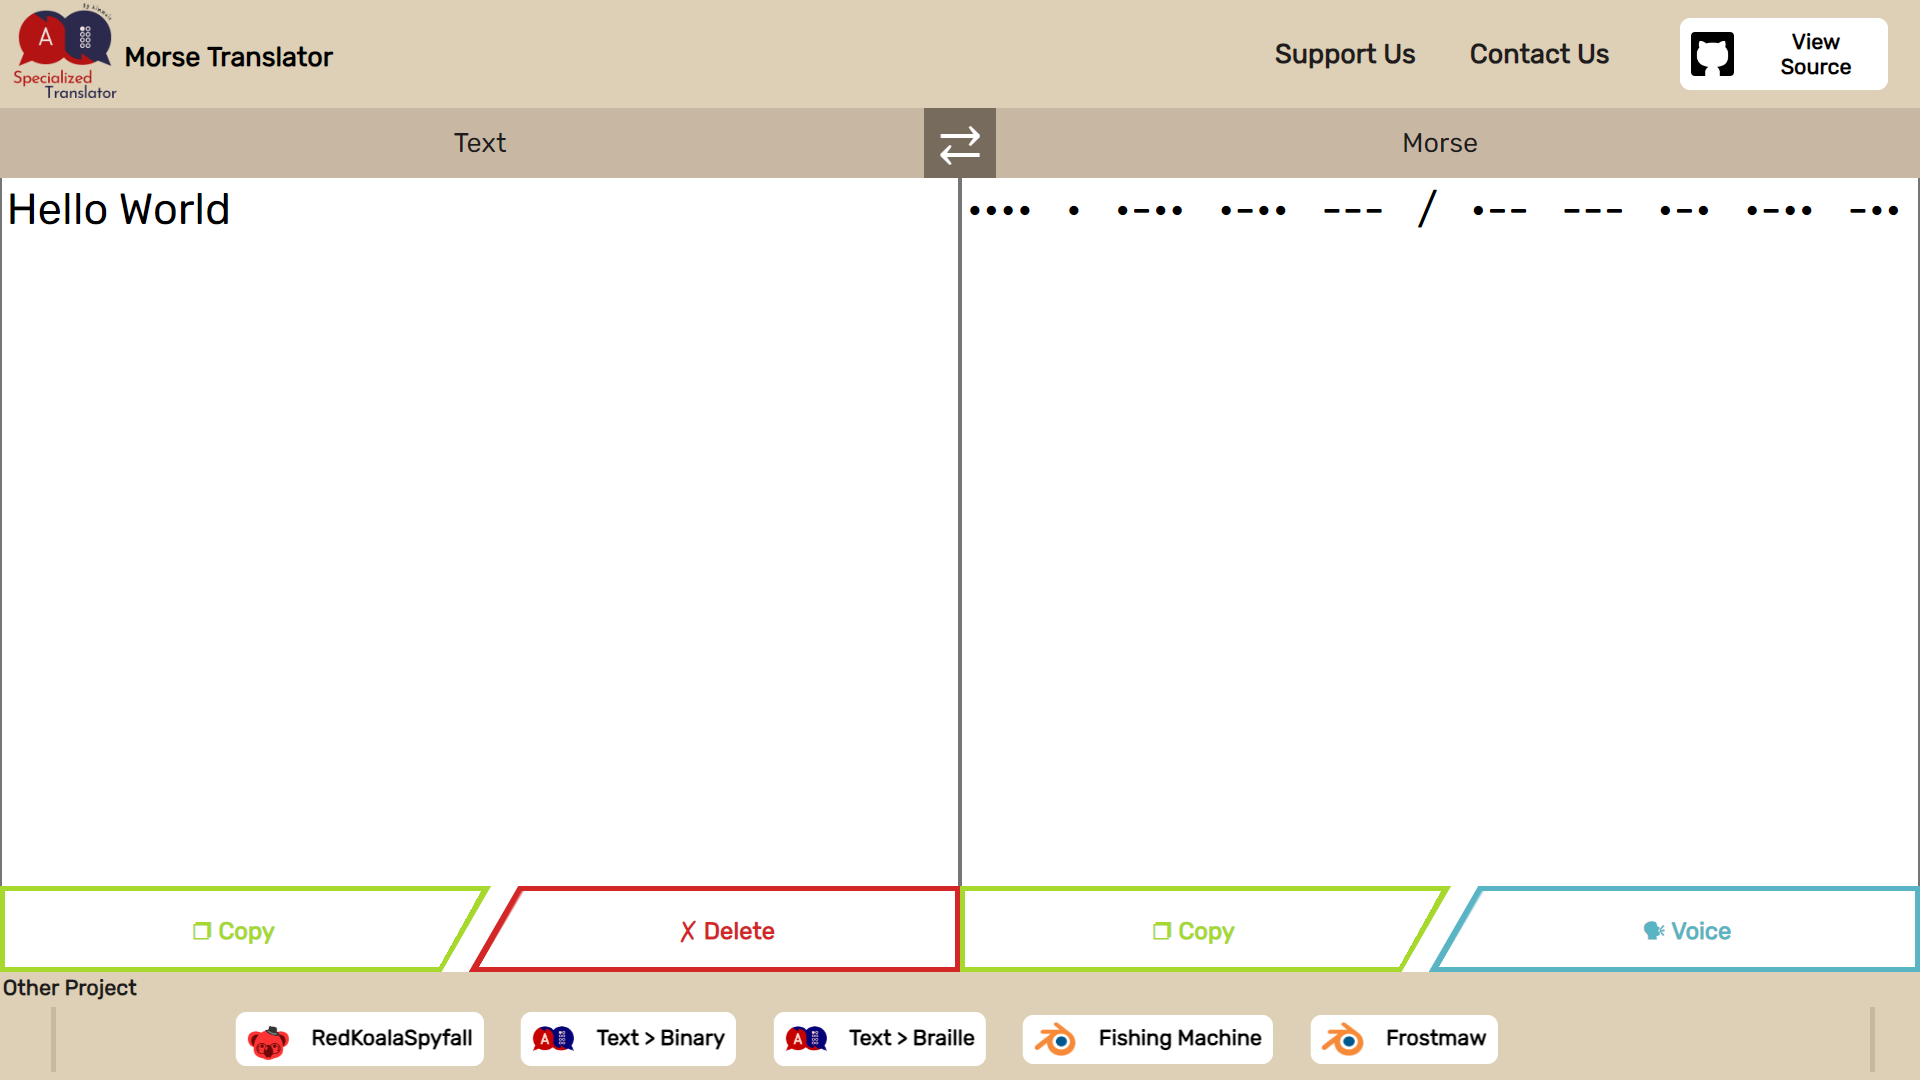 A
Specialized
Translator
Morse Translator
Support Us
Contact Us
View
Source
Text
Morse
Hello World
•••• • •–•• •–•• ––– / •–– ––– •–• •–•• –••
Copy
Delete
Copy
Voice
Other Project
RedKoalaSpyfall
A
Text > Binary
A
Text > Braille
Fishing Machine
Frostmaw